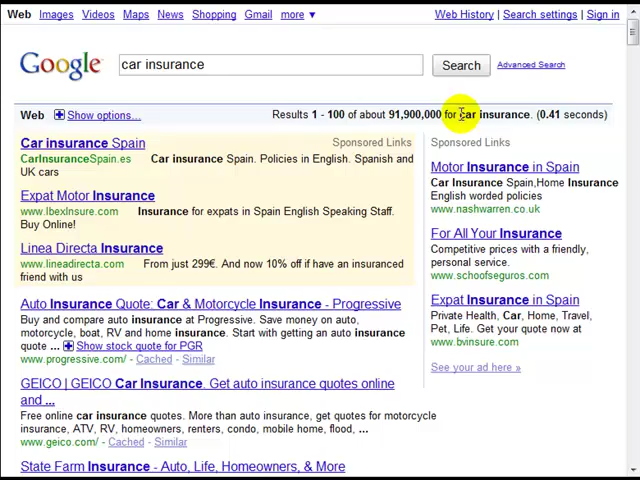 Web Images Videos Maps News Shopping Gmail more ▼ Web History | Search settings | Sign in
Google car insurance Search Advanced Search
Web Show options... Results 1 - 100 of about 91,900,000 for car insurance. (0.41 seconds)
Car insurance Spain Sponsored Links
CarInsuranceSpain.es Car insurance Spain. Policies in English. Spanish and
UK cars
Expat Motor Insurance
www.IbexInsure.com Insurance for expats in Spain English Speaking Staff.
Buy Online!
Linea Directa Insurance
www.lineadirecta.com From just 299€. And now 10% off if have an insuranced
friend with us
Auto Insurance Quote: Car & Motorcycle Insurance - Progressive
Buy and compare auto insurance at Progressive. Save money on auto,
motorcycle, boat, RV and home insurance. Start with getting an auto insurance
quote ... Show stock quote for PGR
www.progressive.com/ - Cached - Similar
GEICO | GEICO Car Insurance. Get auto insurance quotes online
and ...
Free online car insurance quotes. More than auto insurance, get quotes for motorcycle
insurance, ATV, RV, homeowners, renters, condo, mobile home, flood, ...
www.geico.com/ - Cached - Similar
State Farm Insurance - Auto, Life, Homeowners, & More
Sponsored Links
Motor Insurance in Spain
Car Insurance Spain,Home Insurance
English worded policies
www.nashwarren.co.uk
For All Your Insurance
Competitive prices with a friendly,
personal service.
www.schoofseguros.com
Expat Insurance in Spain
Private Health, Car, Home, Travel,
Pet, Life. Get your quote now at
www.bvinsure.com
See your ad here »